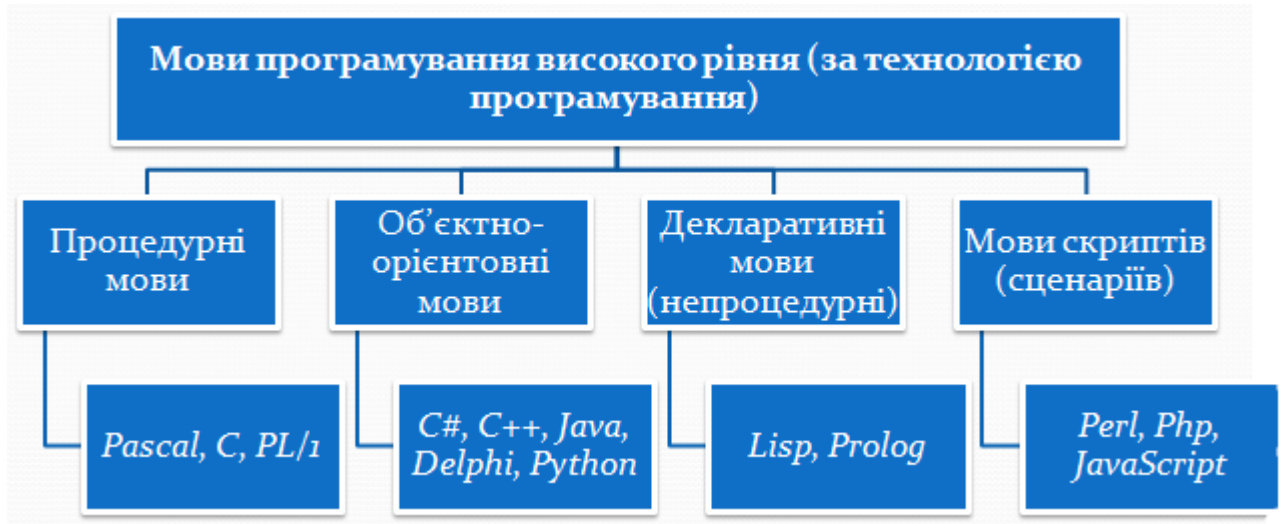 Мови програмування високого рівня (за технологією
програмування)
Процедурні
мови
Об’єктно-
орієнтовні
мови
Декларативні
мови
(непроцедурні)
Мови скриптів
(сценаріїв)
Pascal, C, PL/1
C#, C++, Java,
Delphi, Python
Lisp, Prolog
Perl, Php,
JavaScript